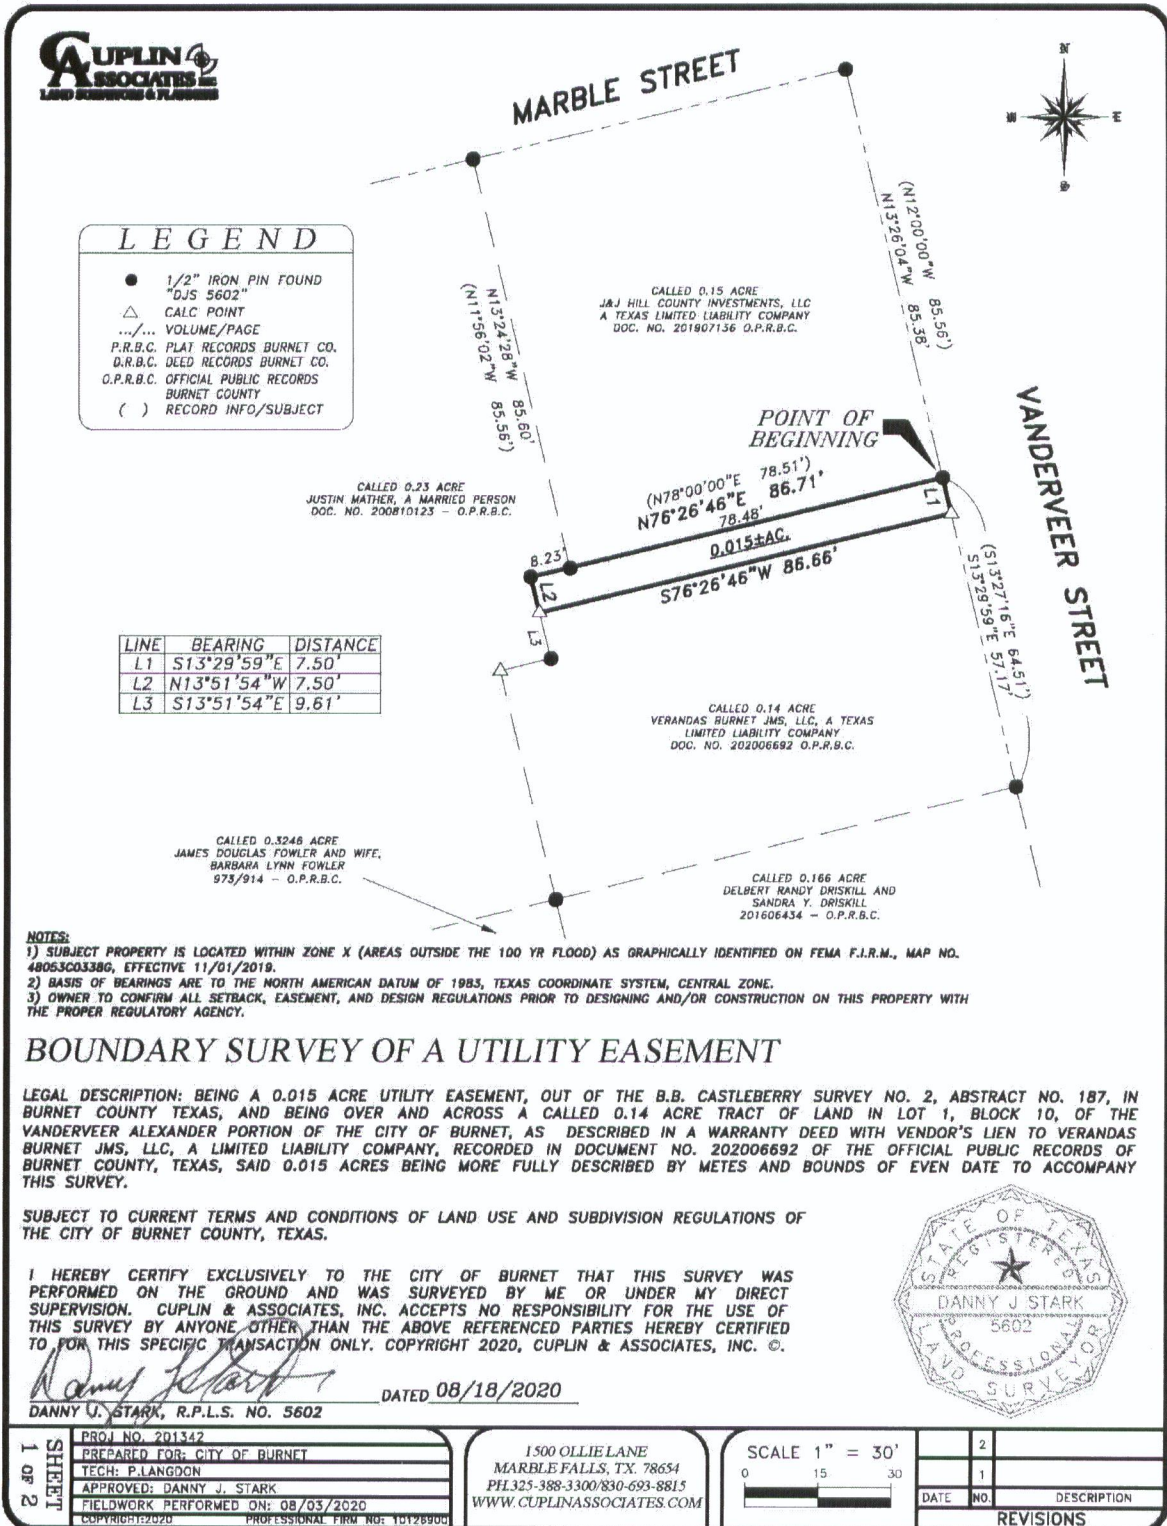 CUPLIN
ASSOCIATES INC
LAND SURVEYORS & PLANNERS
MARBLE STREET
N
W E
S
LEGEND
1/2" IRON PIN FOUND
"DJS 5602"
CALC POINT
.../... VOLUME/PAGE
P.R.B.C. PLAT RECORDS BURNET CO.
D.R.B.C. DEED RECORDS BURNET CO.
O.P.R.B.C. OFFICIAL PUBLIC RECORDS
BURNET COUNTY
( ) RECORD INFO/SUBJECT
(N12°00'00"W 85.56')
N13°26'04"W 85.38'
N13°24'28"W 85.60'
(N11°56'02"W 85.56')
CALLED 0.15 ACRE
J&J HILL COUNTY INVESTMENTS, LLC
A TEXAS LIMITED LIABILITY COMPANY
DOC. NO. 201907136 O.P.R.B.C.
VANDERVEER STREET
POINT OF
BEGINNING
CALLED 0.23 ACRE
JUSTIN MATHER, A MARRIED PERSON
DOC. NO. 200810123 - O.P.R.B.C.
(N78°00'00"E 78.51')
N76°26'46"E 86.71'
78.48'
8.23'
0.015±AC.
S76°26'46"W 86.66'
L1
L2
L3
(S13°27'16"E 64.51')
S13°29'59"E 57.17'
LINE BEARING DISTANCE
L1 S13°29'59"E 7.50'
L2 N13°51'54"W 7.50'
L3 S13°51'54"E 9.61'
CALLED 0.14 ACRE
VERANDAS BURNET JMS, LLC, A TEXAS
LIMITED LIABILITY COMPANY
DOC. NO. 202006692 O.P.R.B.C.
CALLED 0.3246 ACRE
JAMES DOUGLAS FOWLER AND WIFE,
BARBARA LYNN FOWLER
973/914 - O.P.R.B.C.
CALLED 0.166 ACRE
DELBERT RANDY DRISKILL AND
SANDRA Y. DRISKILL
201606434 - O.P.R.B.C.
NOTES:
1) SUBJECT PROPERTY IS LOCATED WITHIN ZONE X (AREAS OUTSIDE THE 100 YR FLOOD) AS GRAPHICALLY IDENTIFIED ON FEMA F.I.R.M., MAP NO.
48053C0338G, EFFECTIVE 11/01/2019.
2) BASIS OF BEARINGS ARE TO THE NORTH AMERICAN DATUM OF 1983, TEXAS COORDINATE SYSTEM, CENTRAL ZONE.
3) OWNER TO CONFIRM ALL SETBACK, EASEMENT, AND DESIGN REGULATIONS PRIOR TO DESIGNING AND/OR CONSTRUCTION ON THIS PROPERTY WITH
THE PROPER REGULATORY AGENCY.
BOUNDARY SURVEY OF A UTILITY EASEMENT
LEGAL DESCRIPTION: BEING A 0.015 ACRE UTILITY EASEMENT, OUT OF THE B.B. CASTLEBERRY SURVEY NO. 2, ABSTRACT NO. 187, IN
BURNET COUNTY TEXAS, AND BEING OVER AND ACROSS A CALLED 0.14 ACRE TRACT OF LAND IN LOT 1, BLOCK 10, OF THE
VANDERVEER ALEXANDER PORTION OF THE CITY OF BURNET, AS DESCRIBED IN A WARRANTY DEED WITH VENDOR'S LIEN TO VERANDAS
BURNET JMS, LLC, A LIMITED LIABILITY COMPANY, RECORDED IN DOCUMENT NO. 202006692 OF THE OFFICIAL PUBLIC RECORDS OF
BURNET COUNTY, TEXAS, SAID 0.015 ACRES BEING MORE FULLY DESCRIBED BY METES AND BOUNDS OF EVEN DATE TO ACCOMPANY
THIS SURVEY.
SUBJECT TO CURRENT TERMS AND CONDITIONS OF LAND USE AND SUBDIVISION REGULATIONS OF
THE CITY OF BURNET COUNTY, TEXAS.
I HEREBY CERTIFY EXCLUSIVELY TO THE CITY OF BURNET THAT THIS SURVEY WAS
PERFORMED ON THE GROUND AND WAS SURVEYED BY ME OR UNDER MY DIRECT
SUPERVISION. CUPLIN & ASSOCIATES, INC. ACCEPTS NO RESPONSIBILITY FOR THE USE OF
THIS SURVEY BY ANYONE OTHER THAN THE ABOVE REFERENCED PARTIES HEREBY CERTIFIED
TO FOR THIS SPECIFIC TRANSACTION ONLY. COPYRIGHT 2020, CUPLIN & ASSOCIATES, INC. ©.
Danny J Stark
DATED 08/18/2020
DANNY J. STARK, R.P.L.S. NO. 5602
STATE OF TEXAS
REGISTERED
DANNY J STARK
5602
PROFESSIONAL
LAND SURVEYOR
SHEET
1 OF 2
PROJ NO. 201342
PREPARED FOR: CITY OF BURNET
TECH: P.LANGDON
APPROVED: DANNY J. STARK
FIELDWORK PERFORMED ON: 08/03/2020
COPYRIGHT:2020 PROFESSIONAL FIRM NO: 10126900
1500 OLLIE LANE
MARBLE FALLS, TX. 78654
PH.325-388-3300/830-693-8815
WWW.CUPLINASSOCIATES.COM
SCALE 1" = 30'
0 15 30
2
1
DATE NO. DESCRIPTION
REVISIONS